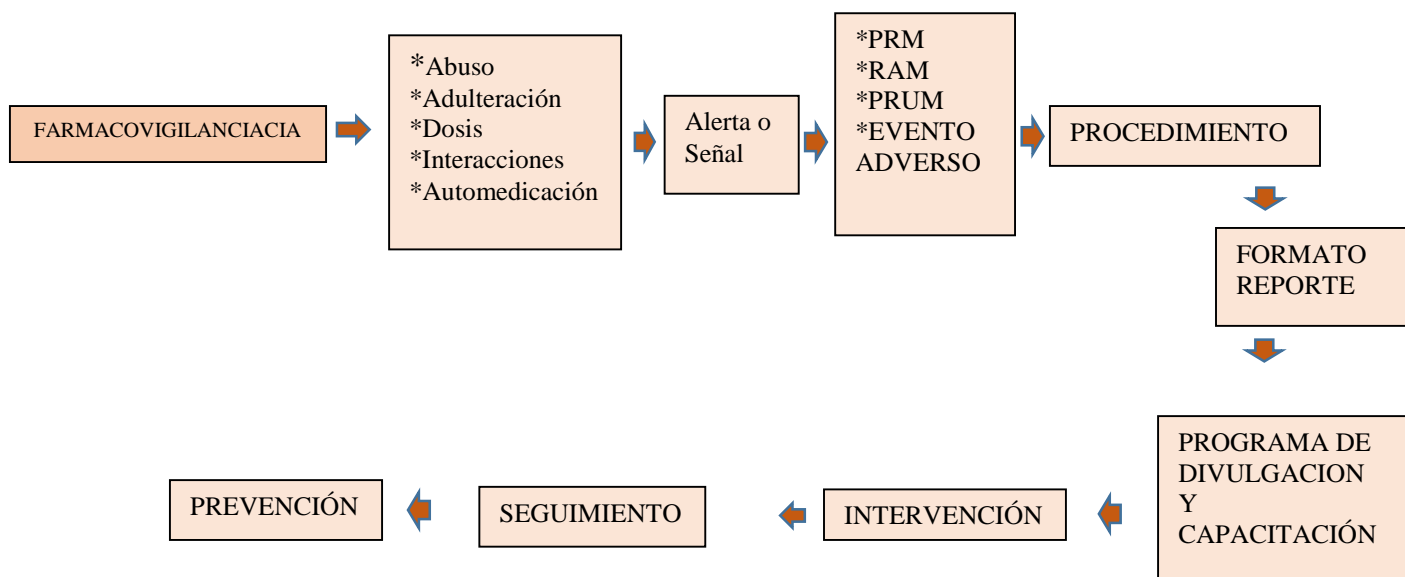 FARMACOVIGILANCIACIA
*Abuso
*Adulteración
*Dosis
*Interacciones
*Automedicación
Alerta o
Señal
*PRM
*RAM
*PRUM
*EVENTO
ADVERSO
PROCEDIMIENTO
FORMATO
REPORTE
PROGRAMA DE
DIVULGACION
Y
CAPACITACIÓN
INTERVENCIÓN
SEGUIMIENTO
PREVENCIÓN